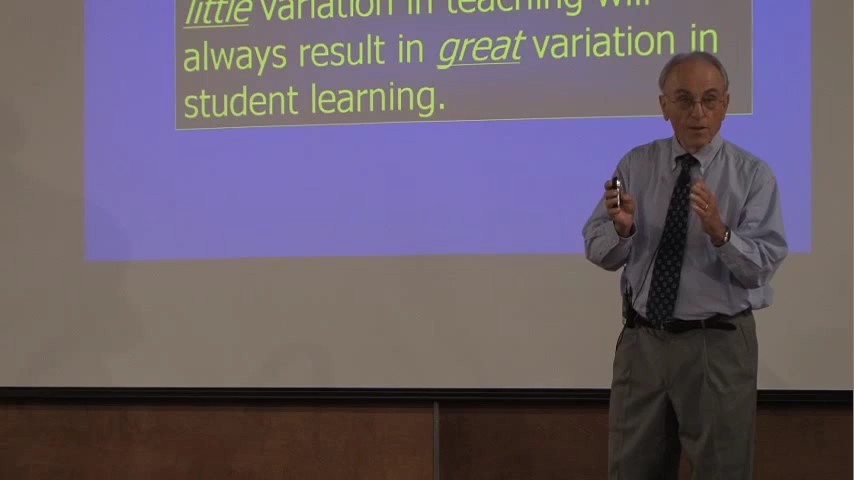 little variation in teaching will
always result in great variation in
student learning.